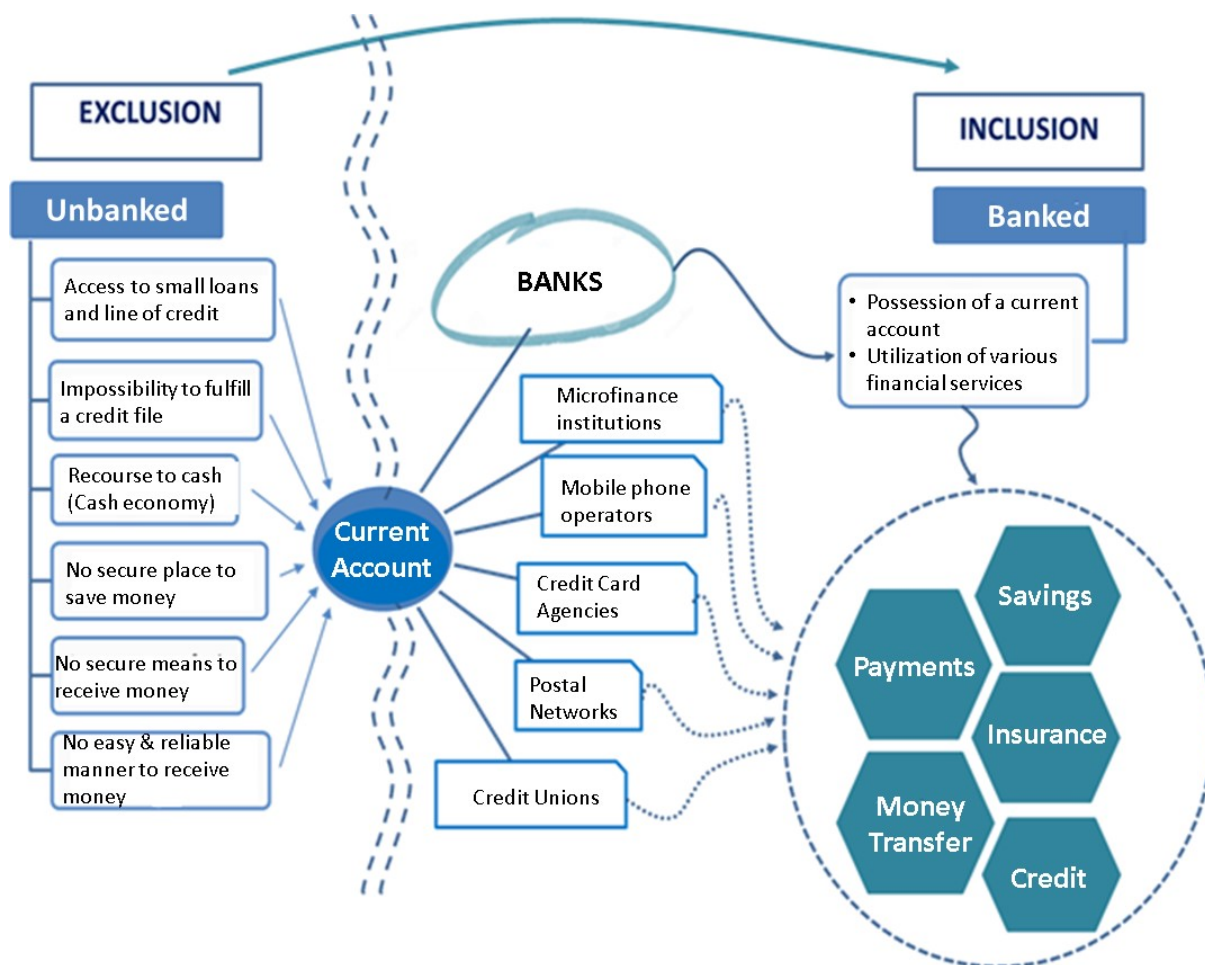 EXCLUSION
INCLUSION
Unbanked
Banked
Access to small loans
and line of credit
Impossibility to fulfill
a credit file
Recourse to cash
(Cash economy)
No secure place to
save money
No secure means to
receive money
No easy & reliable
manner to receive
money
Current
Account
BANKS
Microfinance
institutions
Mobile phone
operators
Credit Card
Agencies
Postal
Networks
Credit Unions
• Possession of a current
account
• Utilization of various
financial services
Savings
Payments
Insurance
Money
Transfer
Credit